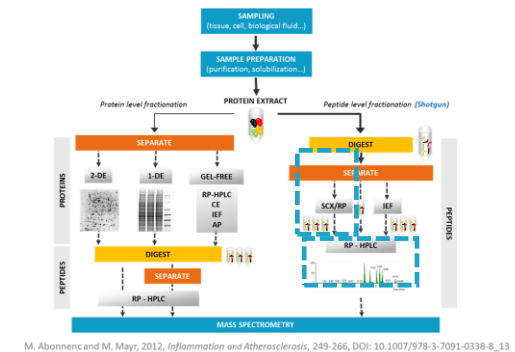 SAMPLING
(tissue, cell, biological fluid...)
SAMPLE PREPARATION
(purification, solubilization...)
PROTEIN EXTRACT
Protein level fractionation
Peptide level fractionation (Shotgun)
SEPARATE
DIGEST
SEPARATE
2-DE
1-DE
GEL-FREE
RP-HPLC
CE
IEF
AP
SCX/RP
IEF
PROTEINS
PEPTIDES
PEPTIDES
DIGEST
SEPARATE
RP - HPLC
RP - HPLC
MASS SPECTROMETRY
M. Abonnenc and M. Mayr, 2012, Inflammation and Atherosclerosis, 249-266, DOI: 10.1007/978-3-7091-0338-8_13